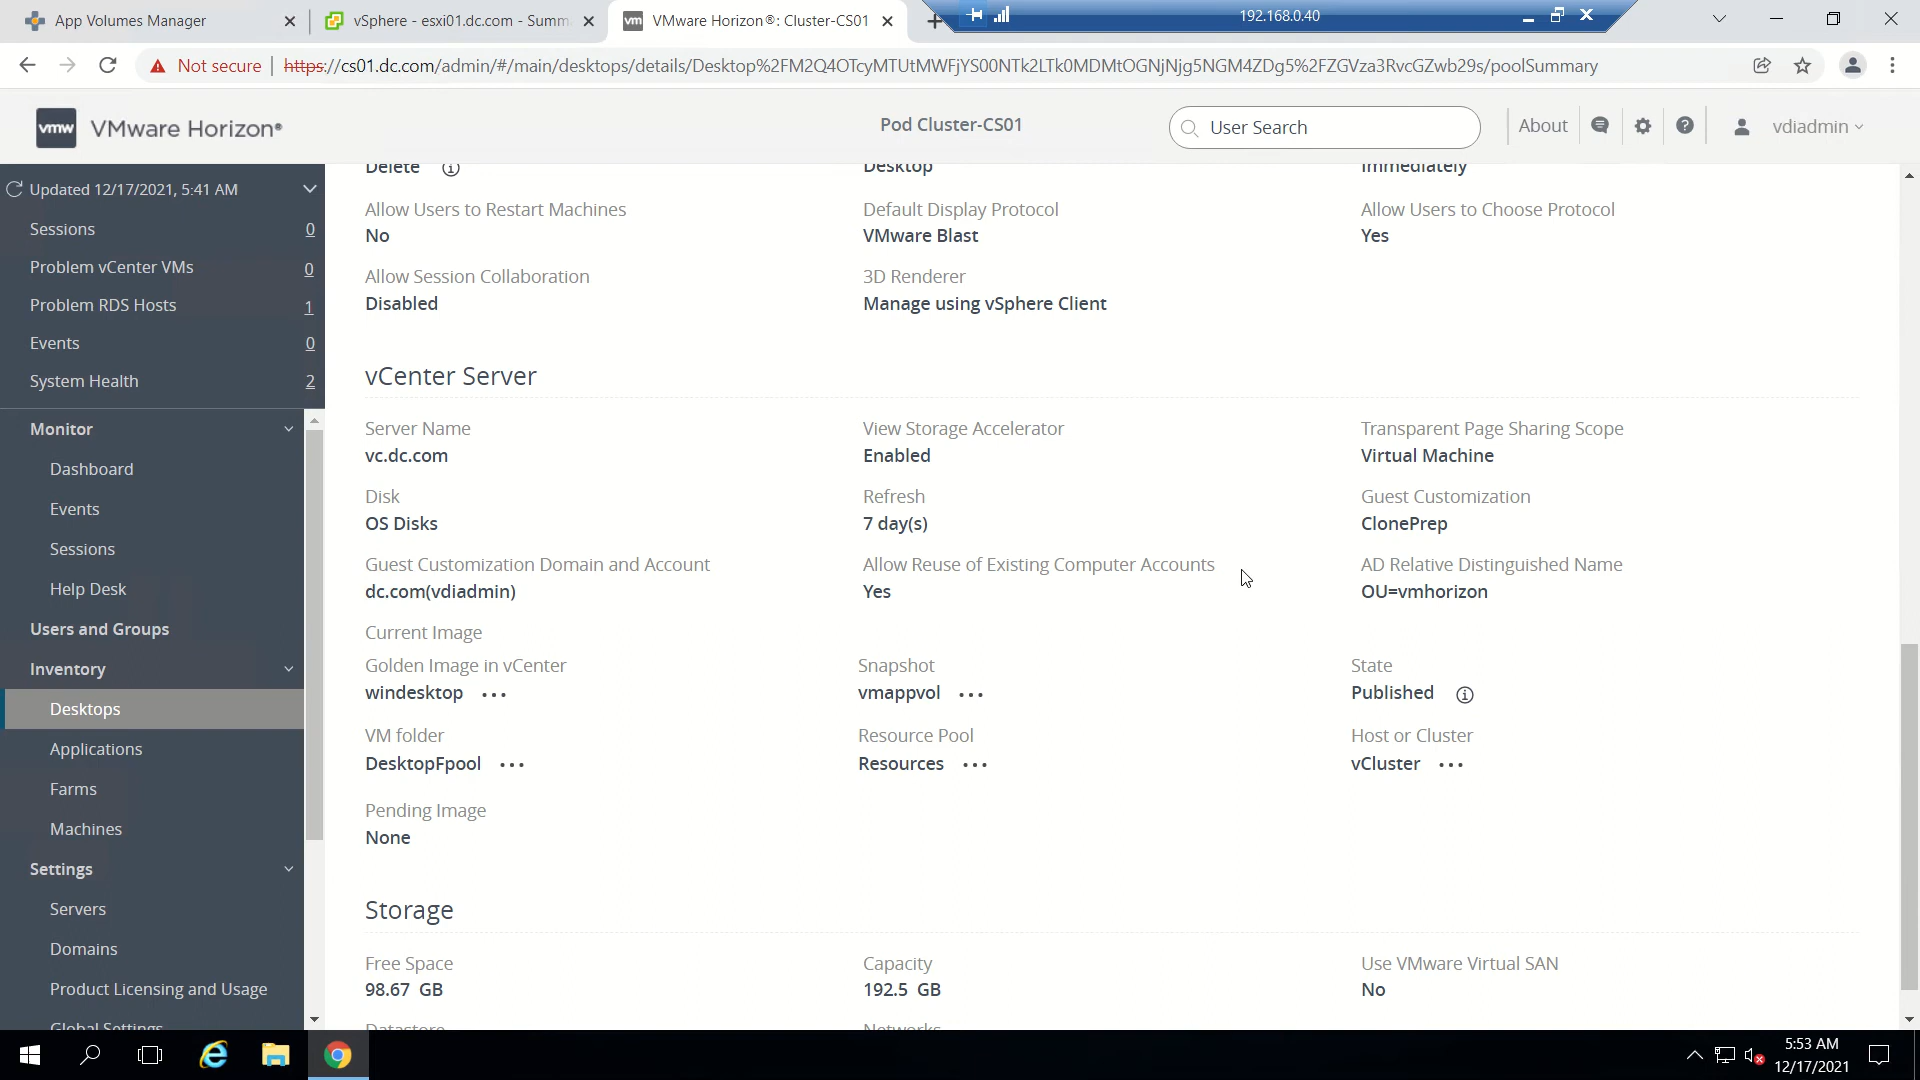 App Volumes Manager
vSphere - esxi01.dc.com - Summ
vm VMware Horizon®: Cluster-CS01
192.168.0.40
Not secure
https://cs01.dc.com/admin/#/main/desktops/details/Desktop%2FM2Q4OTcyMTUtMWFjYS00NTk2LTk0MDMtOGNjNjg5NGM4ZDg5%2FZGVza3RvcGZwb29s/poolSummary
vmw VMware Horizon®
Pod Cluster-CS01
User Search
About
vdiadmin
Updated 12/17/2021, 5:41 AM
Sessions 0
Problem vCenter VMs 0
Problem RDS Hosts 1
Events 0
System Health 2
Monitor
Dashboard
Events
Sessions
Help Desk
Users and Groups
Inventory
Desktops
Applications
Farms
Machines
Settings
Servers
Domains
Product Licensing and Usage
Global Settings
Delete Desktop Immediately
Allow Users to Restart Machines Default Display Protocol Allow Users to Choose Protocol
No VMware Blast Yes
Allow Session Collaboration 3D Renderer
Disabled Manage using vSphere Client
vCenter Server
Server Name View Storage Accelerator Transparent Page Sharing Scope
vc.dc.com Enabled Virtual Machine
Disk Refresh Guest Customization
OS Disks 7 day(s) ClonePrep
Guest Customization Domain and Account Allow Reuse of Existing Computer Accounts AD Relative Distinguished Name
dc.com(vdiadmin) Yes OU=vmhorizon
Current Image
Golden Image in vCenter Snapshot State
windesktop ... vmappvol ... Published
VM folder Resource Pool Host or Cluster
DesktopFpool ... Resources ... vCluster ...
Pending Image
None
Storage
Free Space Capacity Use VMware Virtual SAN
98.67 GB 192.5 GB No
Datastore Networks
5:53 AM
12/17/2021